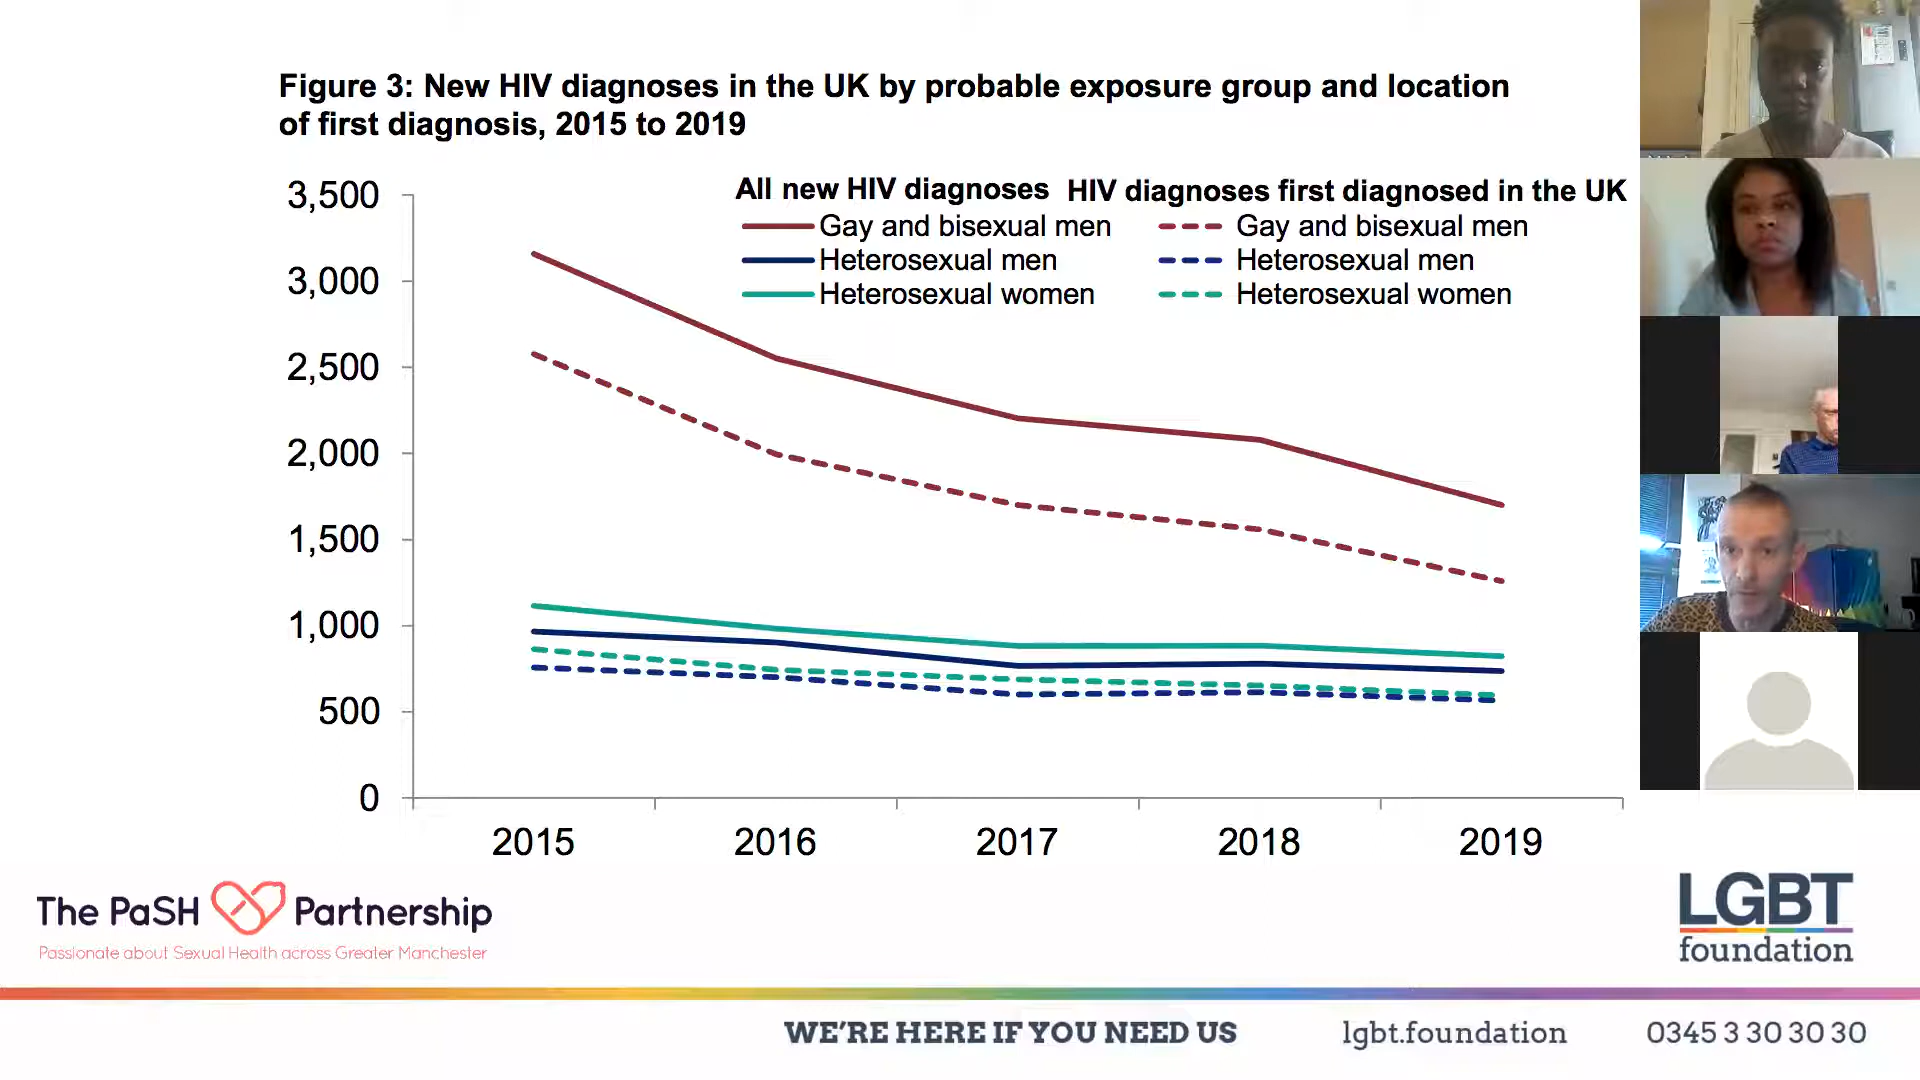 Figure 3: New HIV diagnoses in the UK by probable exposure group and location
of first diagnosis, 2015 to 2019
All new HIV diagnoses HIV diagnoses first diagnosed in the UK
Gay and bisexual men Gay and bisexual men
Heterosexual men Heterosexual men
Heterosexual women Heterosexual women
3,500
3,000
2,500
2,000
1,500
1,000
500
0
2015 2016 2017 2018 2019
The PaSH Partnership
Passionate about Sexual Health across Greater Manchester
LGBT
foundation
WE'RE HERE IF YOU NEED US lgbt.foundation 0345 3 30 30 30